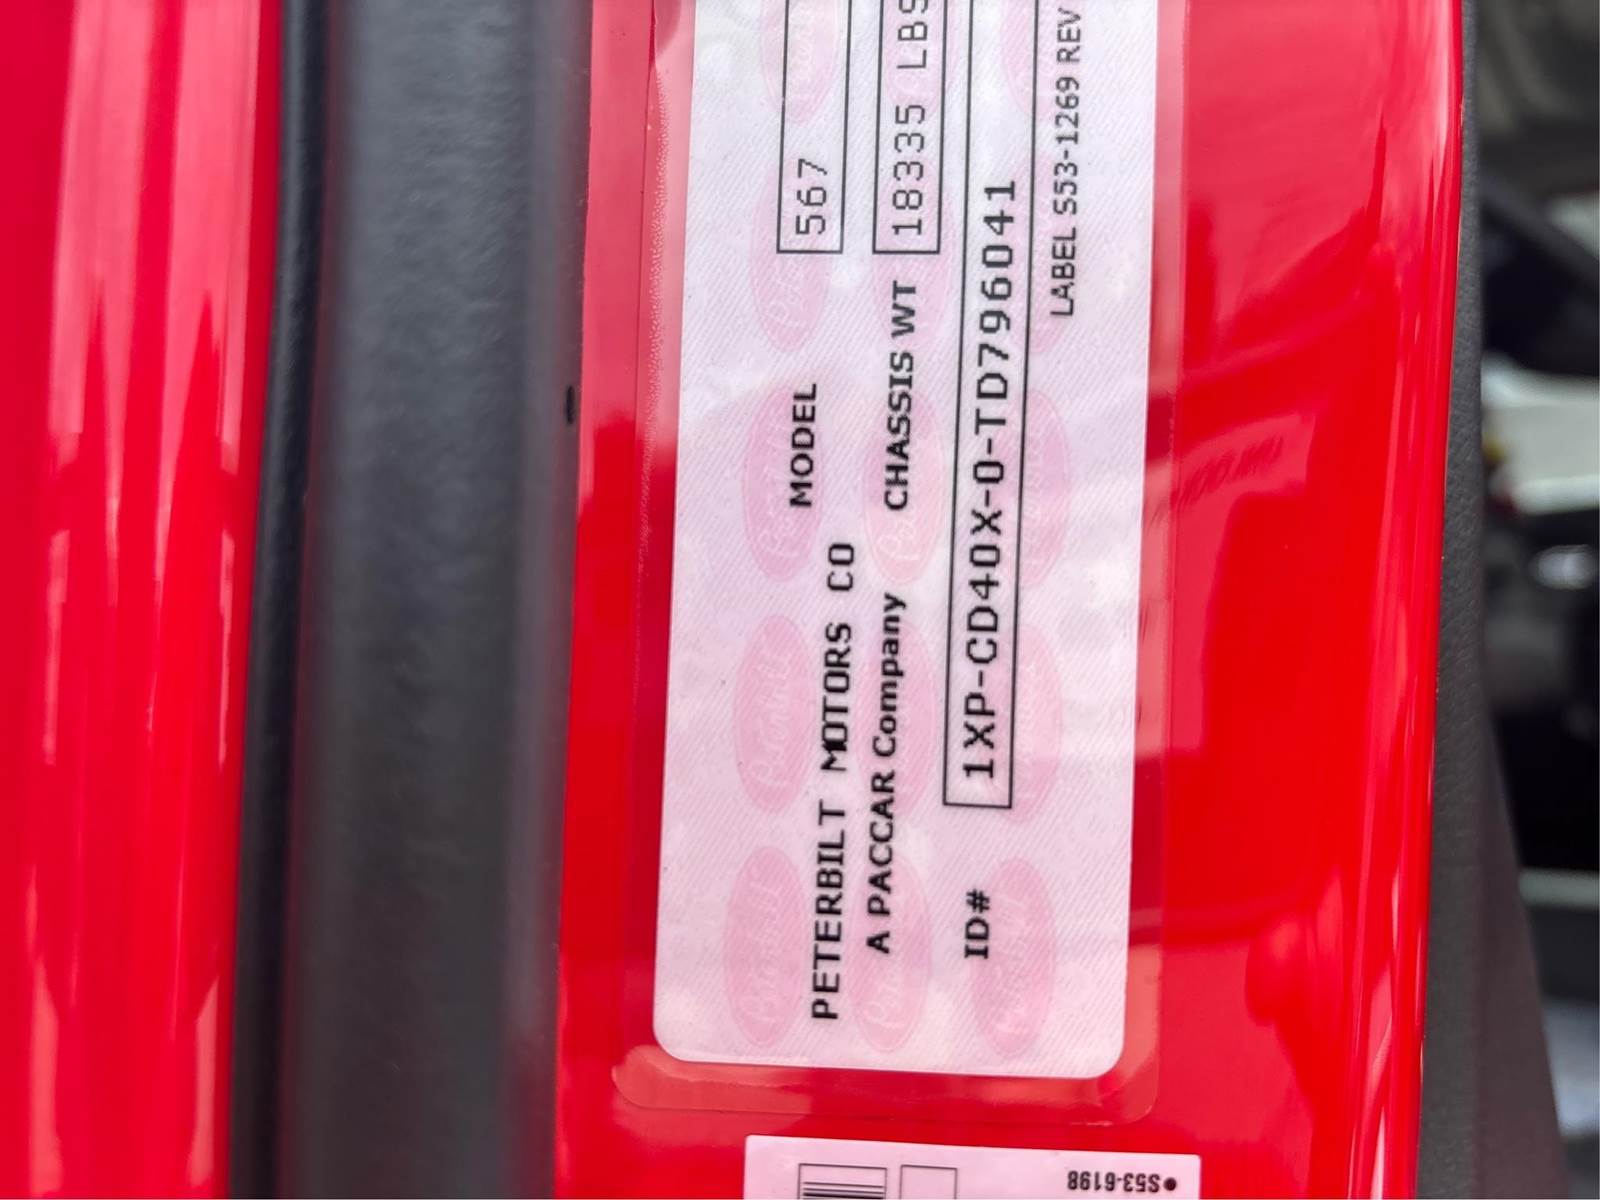 MODEL 567
PETERBILT MOTORS CO
A PACCAR Company CHASSIS WT 18335 LBS
ID# 1XP-CD40X-0-TD796041
LABEL S53-1269 REV
●S53-6198